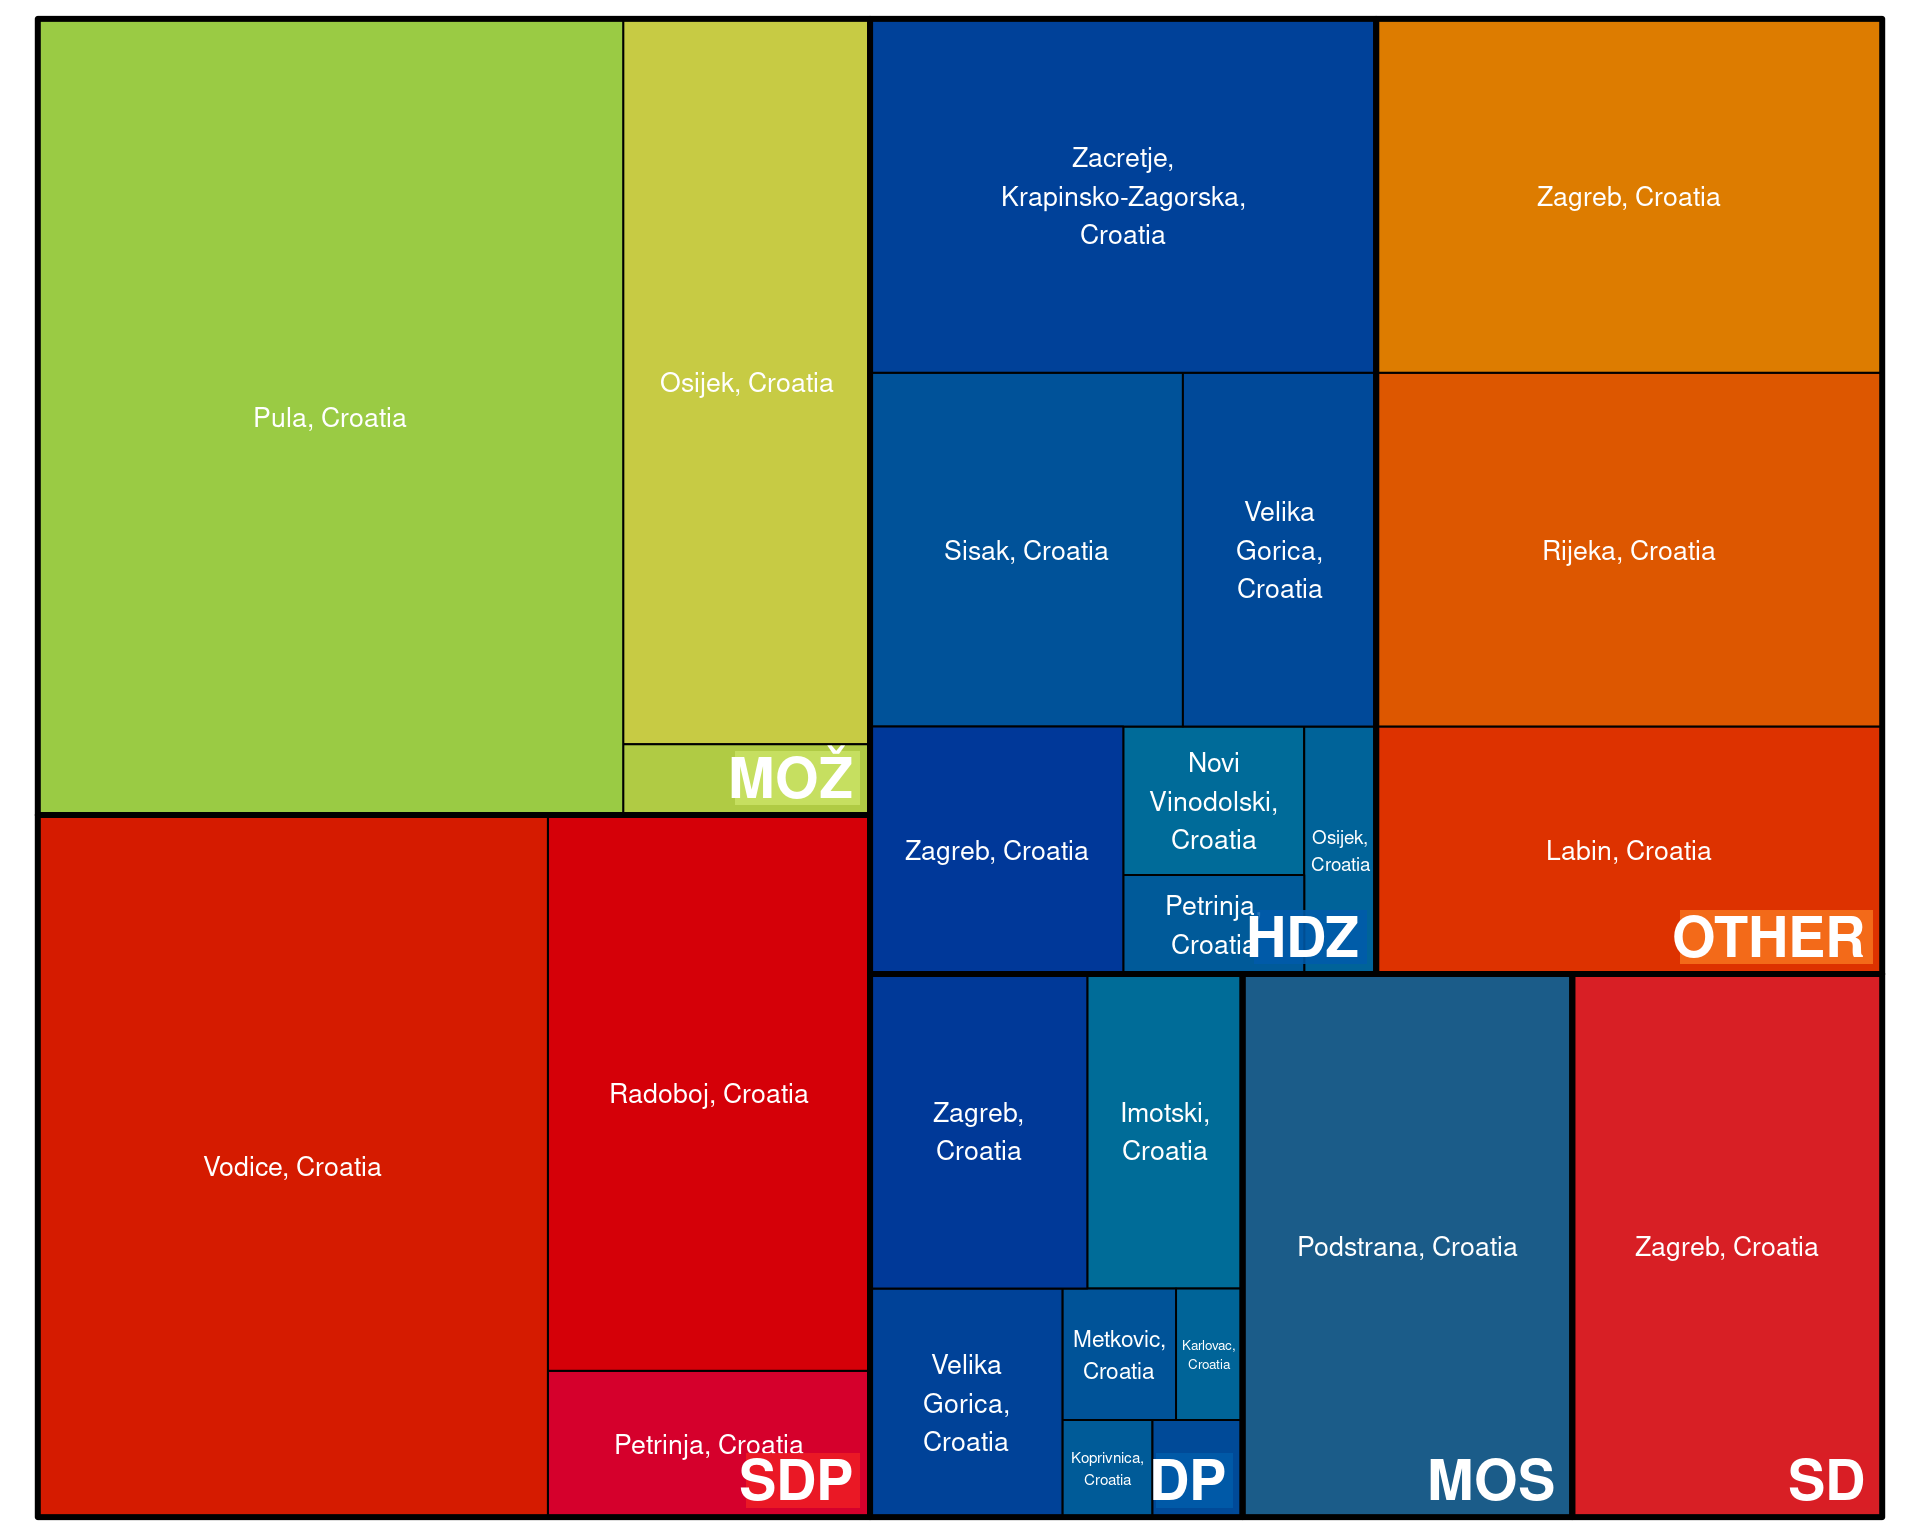 Pula, Croatia
Osijek, Croatia
MOŽ
Vodice, Croatia
Radoboj, Croatia
Petrinja, Croatia
SDP
Zacretje,
Krapinsko-Zagorska,
Croatia
Sisak, Croatia
Velika
Gorica,
Croatia
Zagreb, Croatia
Novi
Vinodolski,
Croatia
Petrinja
Croatia
Osijek,
Croatia
HDZ
Zagreb, Croatia
Rijeka, Croatia
Labin, Croatia
OTHER
Zagreb,
Croatia
Imotski,
Croatia
Velika
Gorica,
Croatia
Metkovic,
Croatia
Karlovac,
Croatia
Koprivnica,
Croatia
DP
Podstrana, Croatia
MOS
Zagreb, Croatia
SD